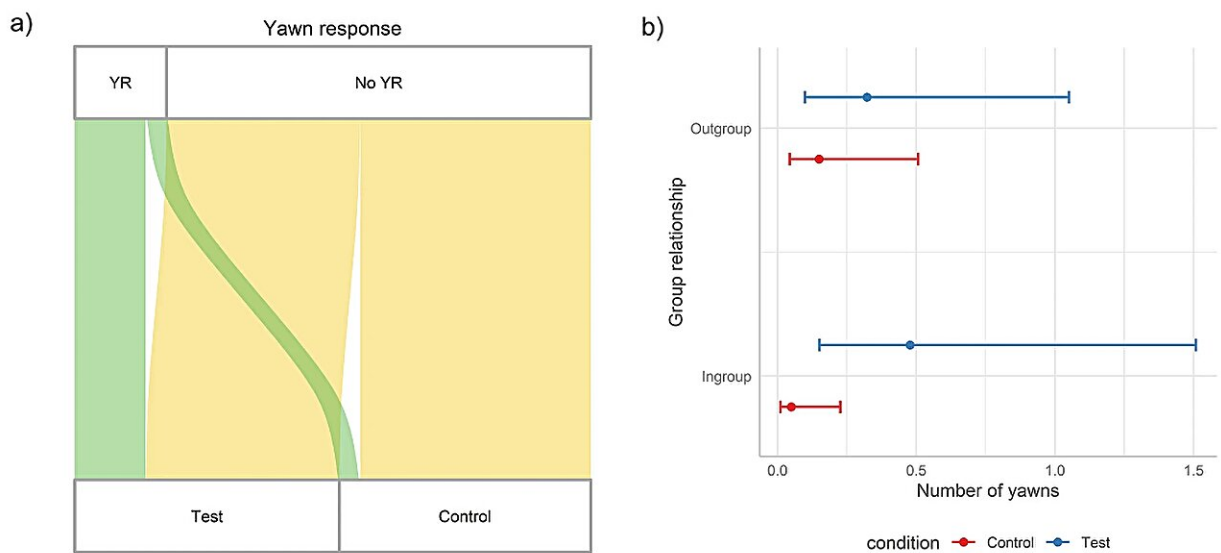 a)
Yawn response
YR
No YR
Test
Control
b)
Group relationship
Outgroup
Ingroup
0.0
0.5
1.0
1.5
Number of yawns
condition
Control
Test